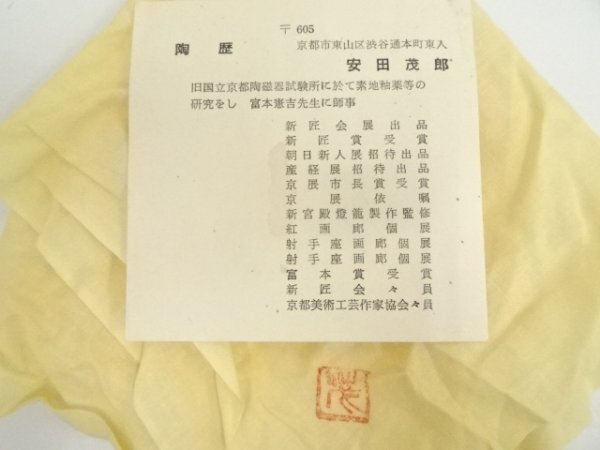 〒605
陶歴
京都市東山区渋谷通本町東入
安田茂郎
旧国立京都陶磁器試験所に於て素地釉薬等の
研究をし 富本憲吉先生に師事
新匠会展出品
新匠賞受賞
朝日新人展招待出品
産経展招待出品
京展市長賞受賞
京展依嘱
新宮殿燈籠製作監修
紅画廊個展
射手座画廊個展
射手座画廊個展
富本賞受賞
新匠会々員
京都美術工芸作家協会々員